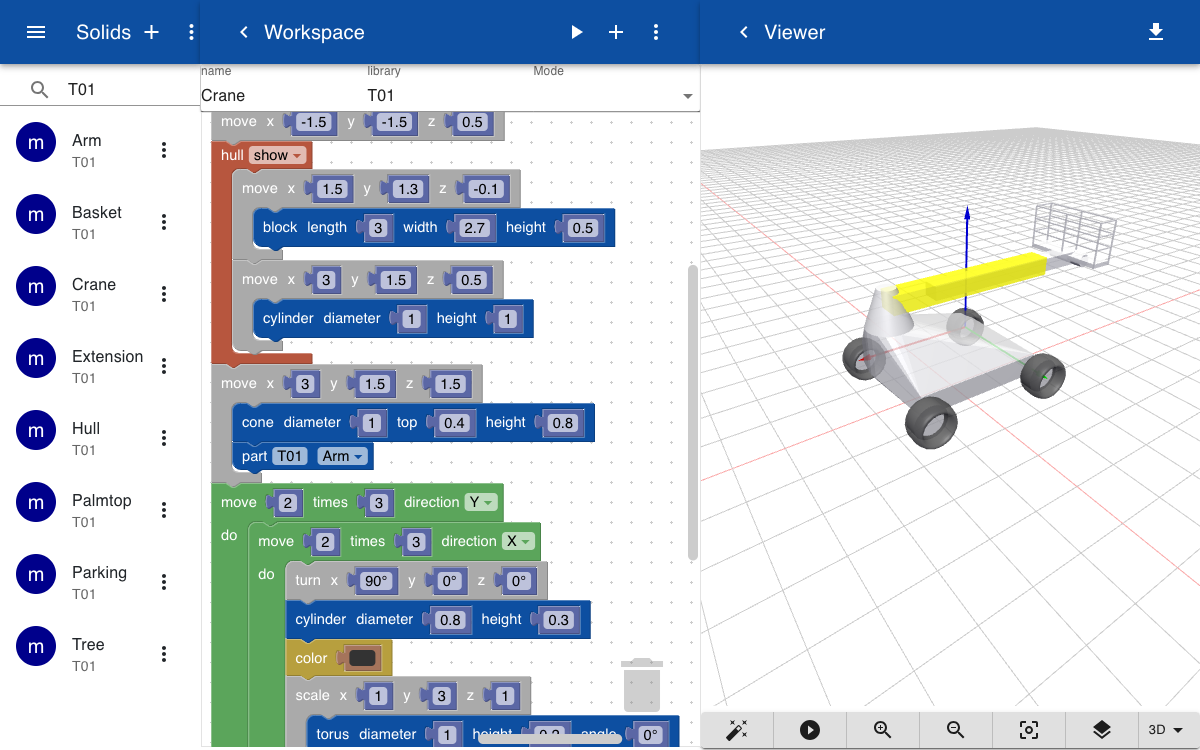 Solids
Workspace
Viewer
T01
m
Arm
T01
m
Basket
T01
m
Crane
T01
m
Extension
T01
m
Hull
T01
m
Palmtop
T01
m
Parking
T01
m
Tree
T01
name library Mode
Crane T01
move x -1.5 y -1.5 z 0.5
hull show
move x 1.5 y 1.3 z -0.1
block length 3 width 2.7 height 0.5
move x 3 y 1.5 z 0.5
cylinder diameter 1 height 1
move x 3 y 1.5 z 1.5
cone diameter 1 top 0.4 height 0.8
part T01 Arm
move 2 times 3 direction Y
do
move 2 times 3 direction X
do
turn x 90° y 0° z 0°
cylinder diameter 0.8 height 0.3
color
scale x 1 y 3 z 1
torus diameter 1 height 0.2 angle 0°
3D